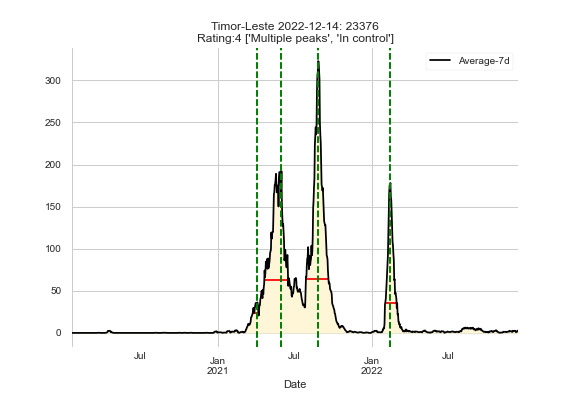 Timor-Leste 2022-12-14: 23376
Rating:4 ['Multiple peaks', 'In control']
Average-7d
300
250
200
150
100
50
0
Jul
Jan
2021
Jul
Jan
2022
Jul
Date